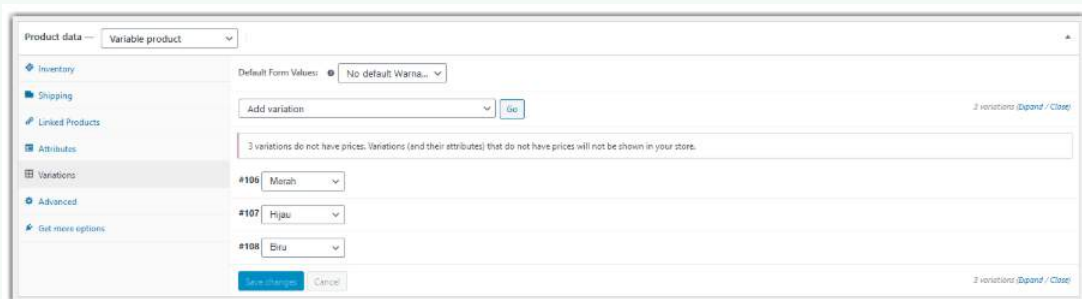 Product data — Variable product
Inventory
Default Form Values: No default Warna...
Shipping
Add variation Go 3 variations (Expand / Close)
Linked Products
Attributes
3 variations do not have prices. Variations (and their attributes) that do not have prices will not be shown in your store.
Variations
#106 Merah
Advanced
#107 Hijau
Get more options
#108 Biru
Save changes Cancel 3 variations (Expand / Close)